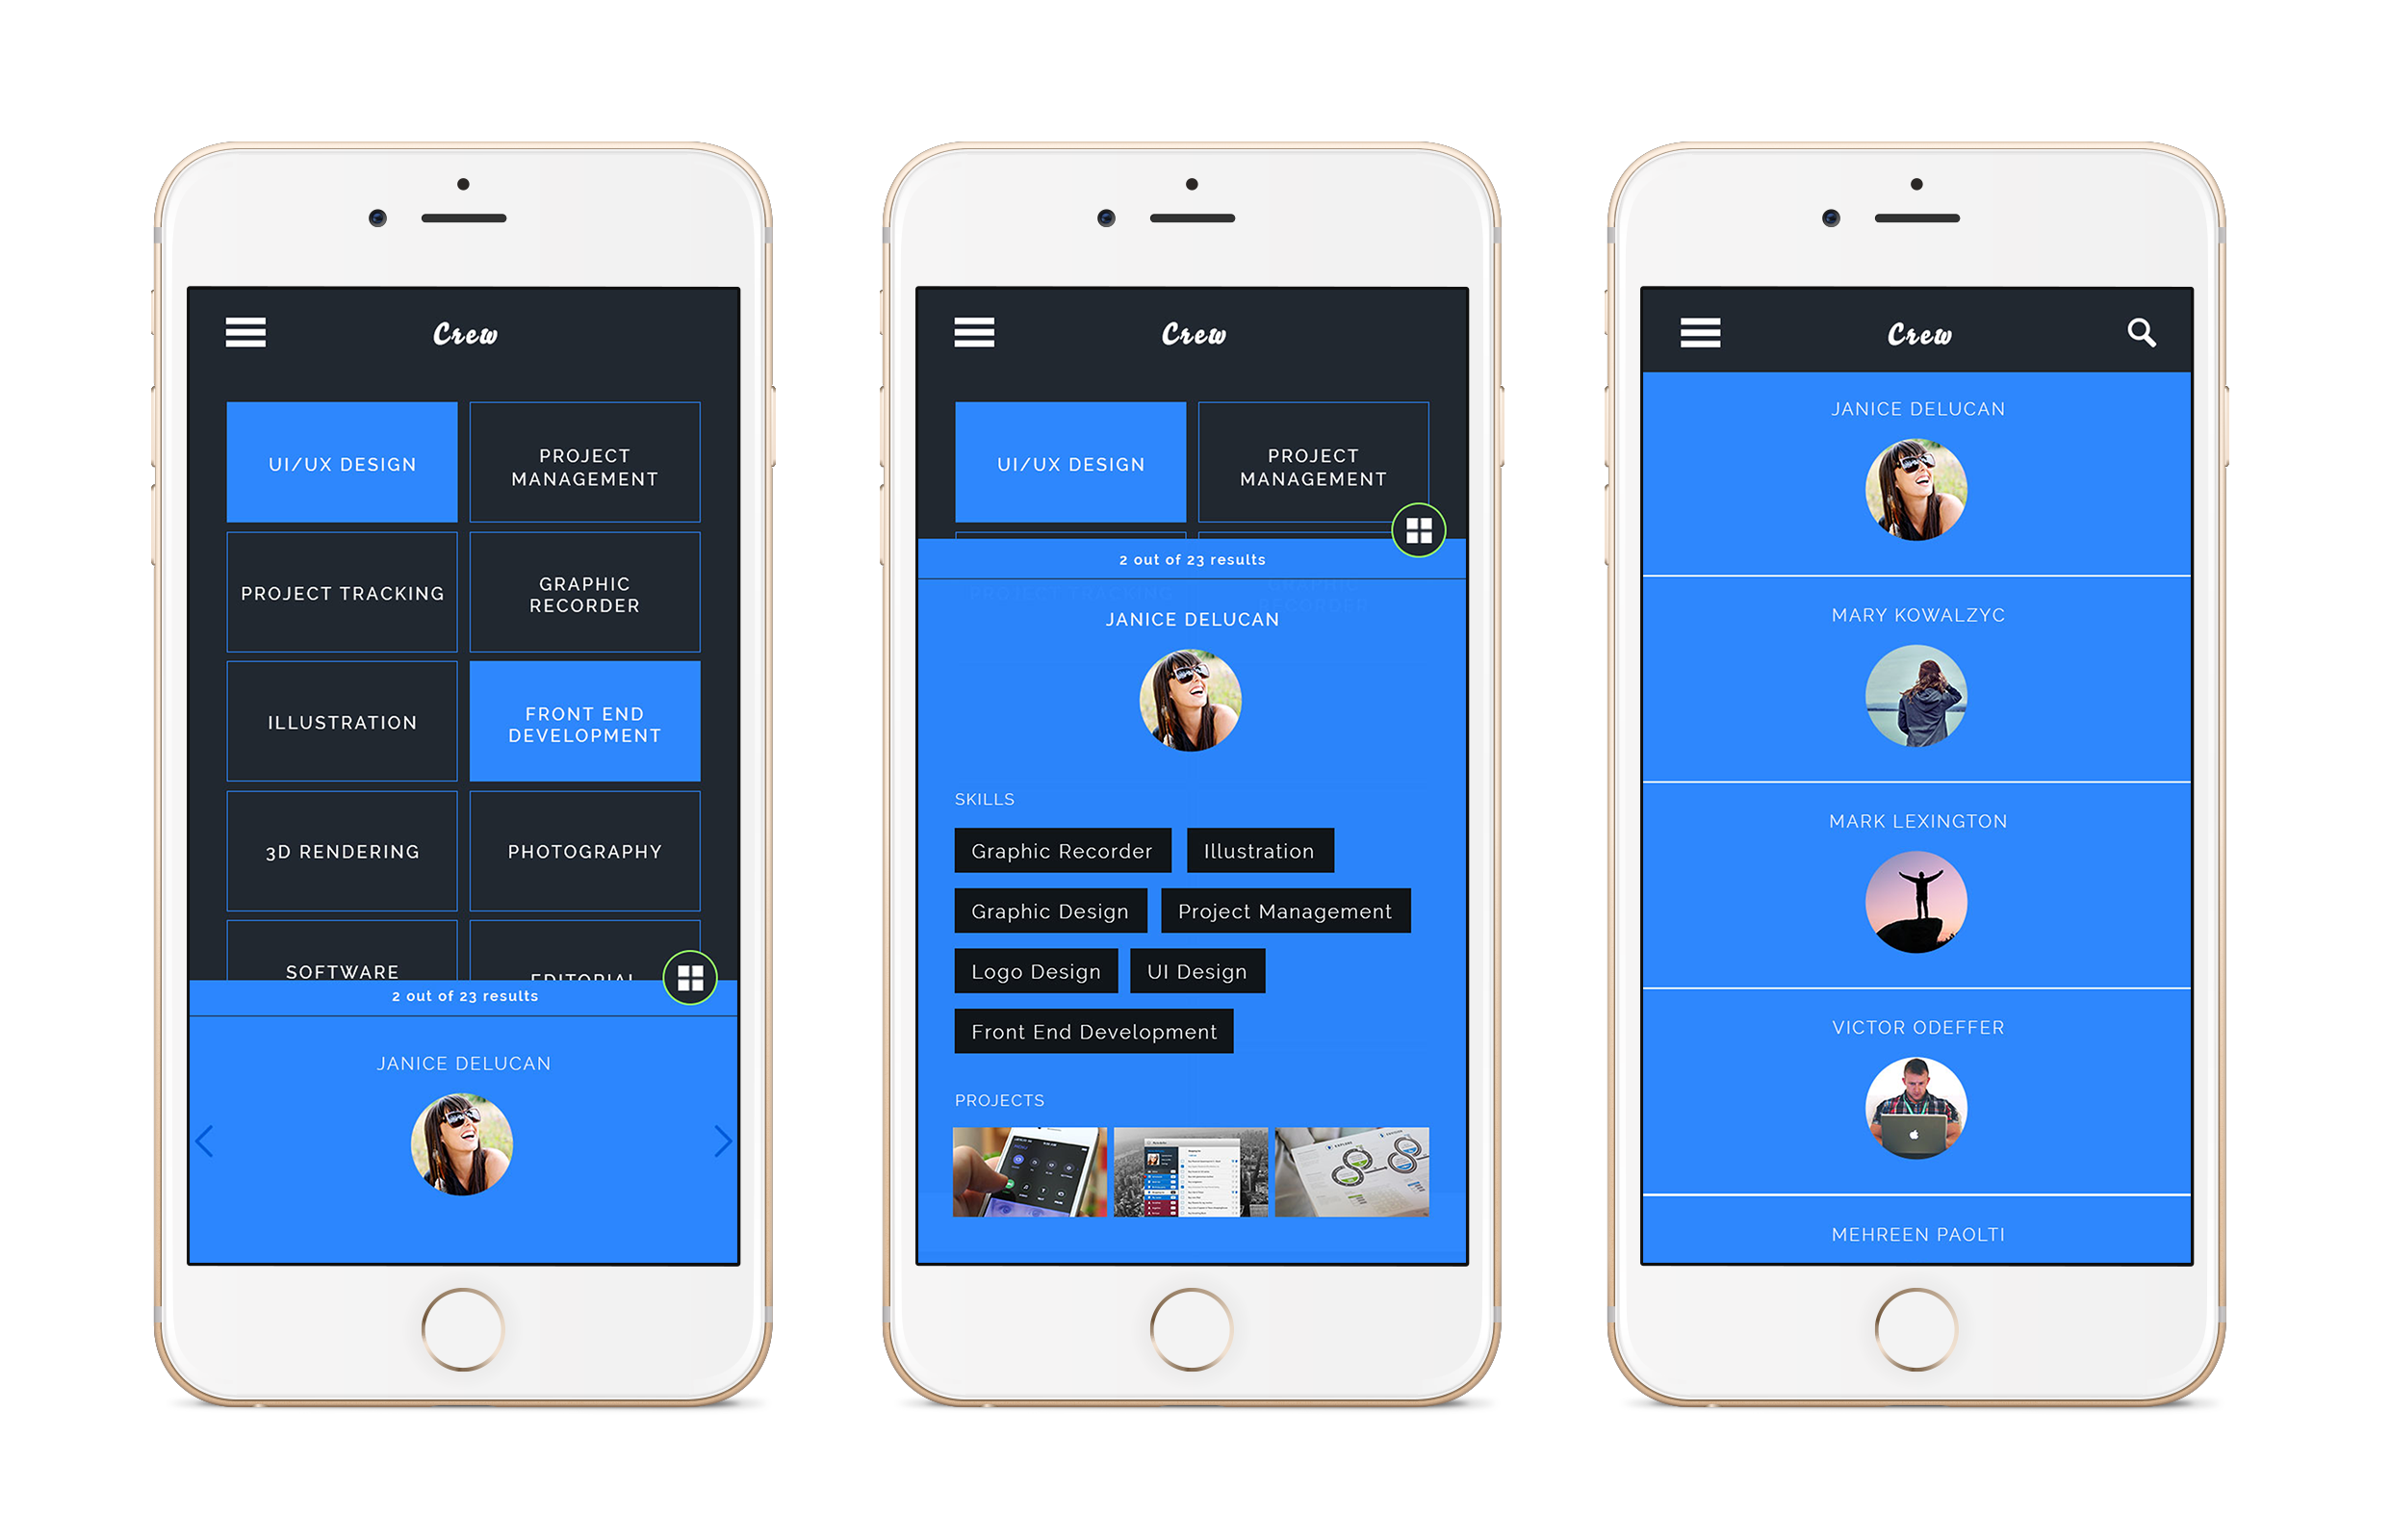 Crew
UI/UX DESIGN
PROJECT
MANAGEMENT
PROJECT TRACKING
GRAPHIC
RECORDER
ILLUSTRATION
FRONT END
DEVELOPMENT
3D RENDERING
PHOTOGRAPHY
SOFTWARE
EDITORIAL
2 out of 23 results
JANICE DELUCAN
Crew
UI/UX DESIGN
PROJECT
MANAGEMENT
2 out of 23 results
PROJECT TRACKING
GRAPHIC
RECORDER
JANICE DELUCAN
SKILLS
Graphic Recorder
Illustration
Graphic Design
Project Management
Logo Design
UI Design
Front End Development
PROJECTS
Crew
JANICE DELUCAN
MARY KOWALZYC
MARK LEXINGTON
VICTOR ODEFFER
MEHREEN PAOLTI